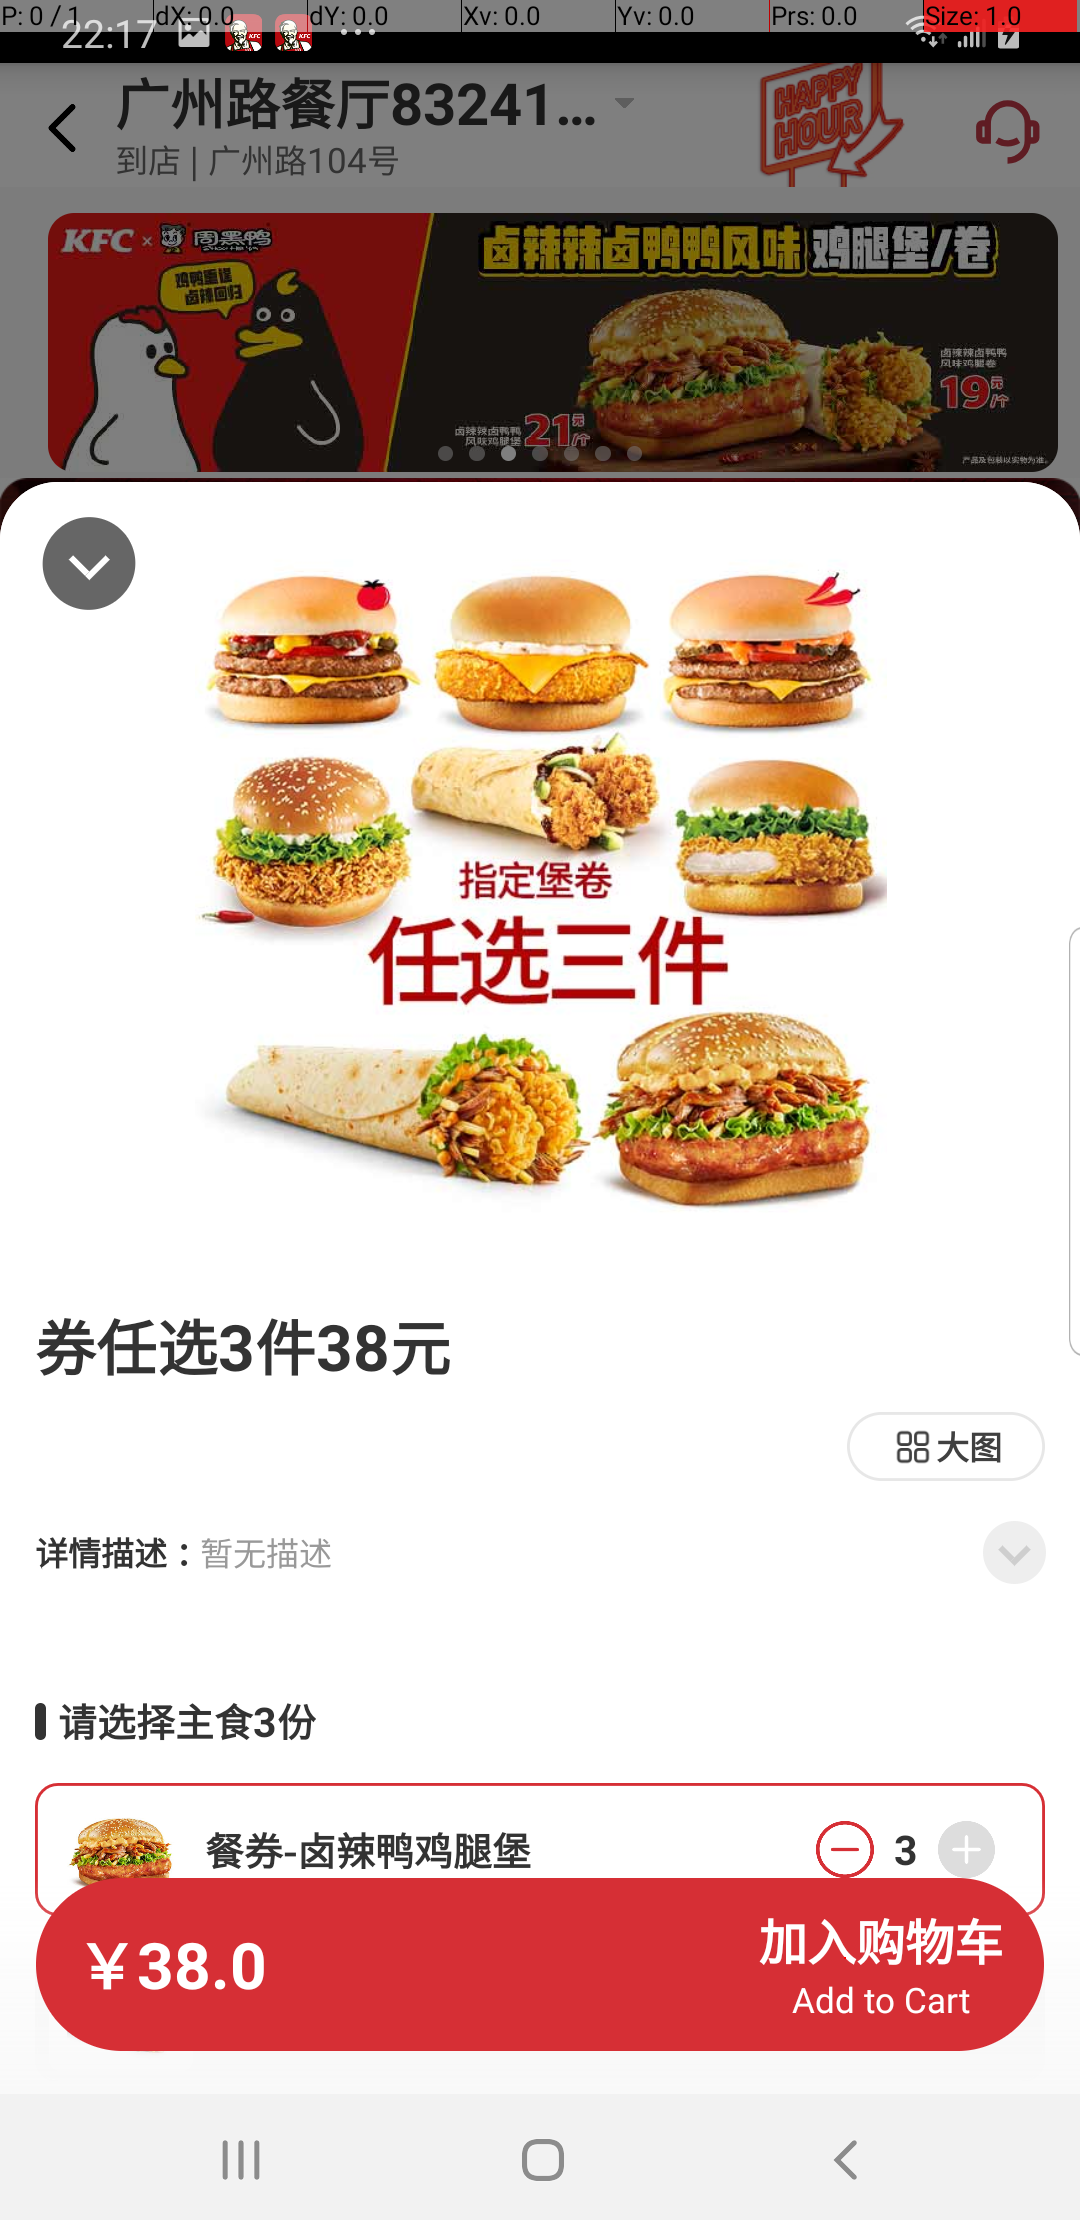 P: 0 / 1 dX: 0.0 dY: 0.0 Xv: 0.0 Yv: 0.0 Prs: 0.0 Size: 1.0
22:17
广州路餐厅83241...
到店 | 广州路104号
HAPPY
HOUR
KFC × 周黑鸭
卤辣辣卤鸭鸭风味 鸡腿堡/卷
鸡鸭重逢
卤辣回归
卤辣辣卤鸭鸭
风味鸡腿卷
19元/个
卤辣辣卤鸭鸭
风味鸡腿堡
21元/个
产品及包装以实物为准。
指定堡卷
任选三件
券任选3件38元
大图
详情描述：暂无描述
请选择主食3份
餐券-卤辣鸭鸡腿堡
3
¥38.0
加入购物车
Add to Cart